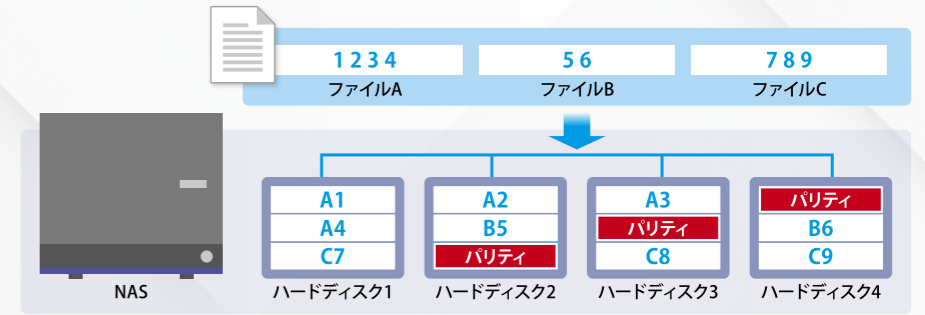 1 2 3 4
5 6
7 8 9
ファイルA
ファイルB
ファイルC
A1
A2
A3
パリティ
A4
B5
パリティ
B6
C7
パリティ
C8
C9
NAS
ハードディスク1
ハードディスク2
ハードディスク3
ハードディスク4